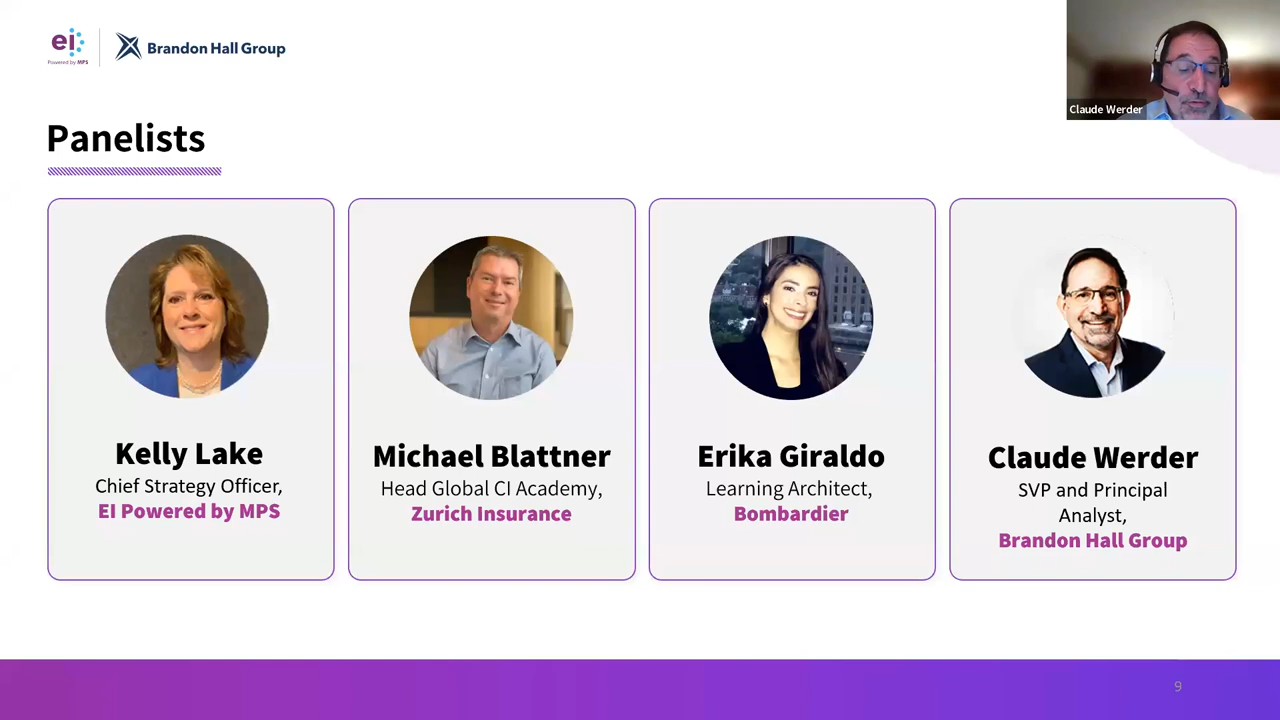 ei
Powered by MPS
Brandon Hall Group
Claude Werder
Panelists
Kelly Lake
Chief Strategy Officer,
EI Powered by MPS
Michael Blattner
Head Global CI Academy,
Zurich Insurance
Erika Giraldo
Learning Architect,
Bombardier
Claude Werder
SVP and Principal
Analyst,
Brandon Hall Group
9